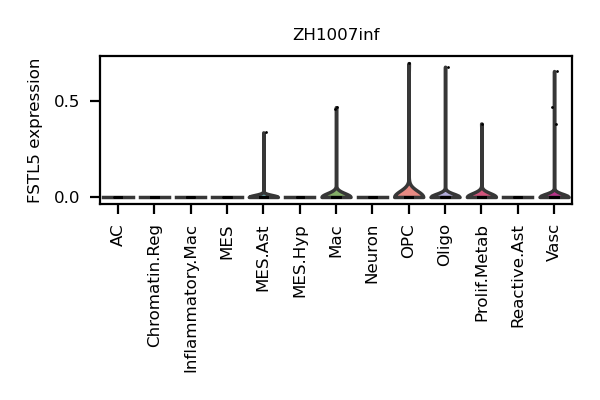 ZH1007inf
FSTL5 expression
0.5
0.0
AC
Chromatin.Reg
Inflammatory.Mac
MES
MES.Ast
MES.Hyp
Mac
Neuron
OPC
Oligo
Prolif.Metab
Reactive.Ast
Vasc